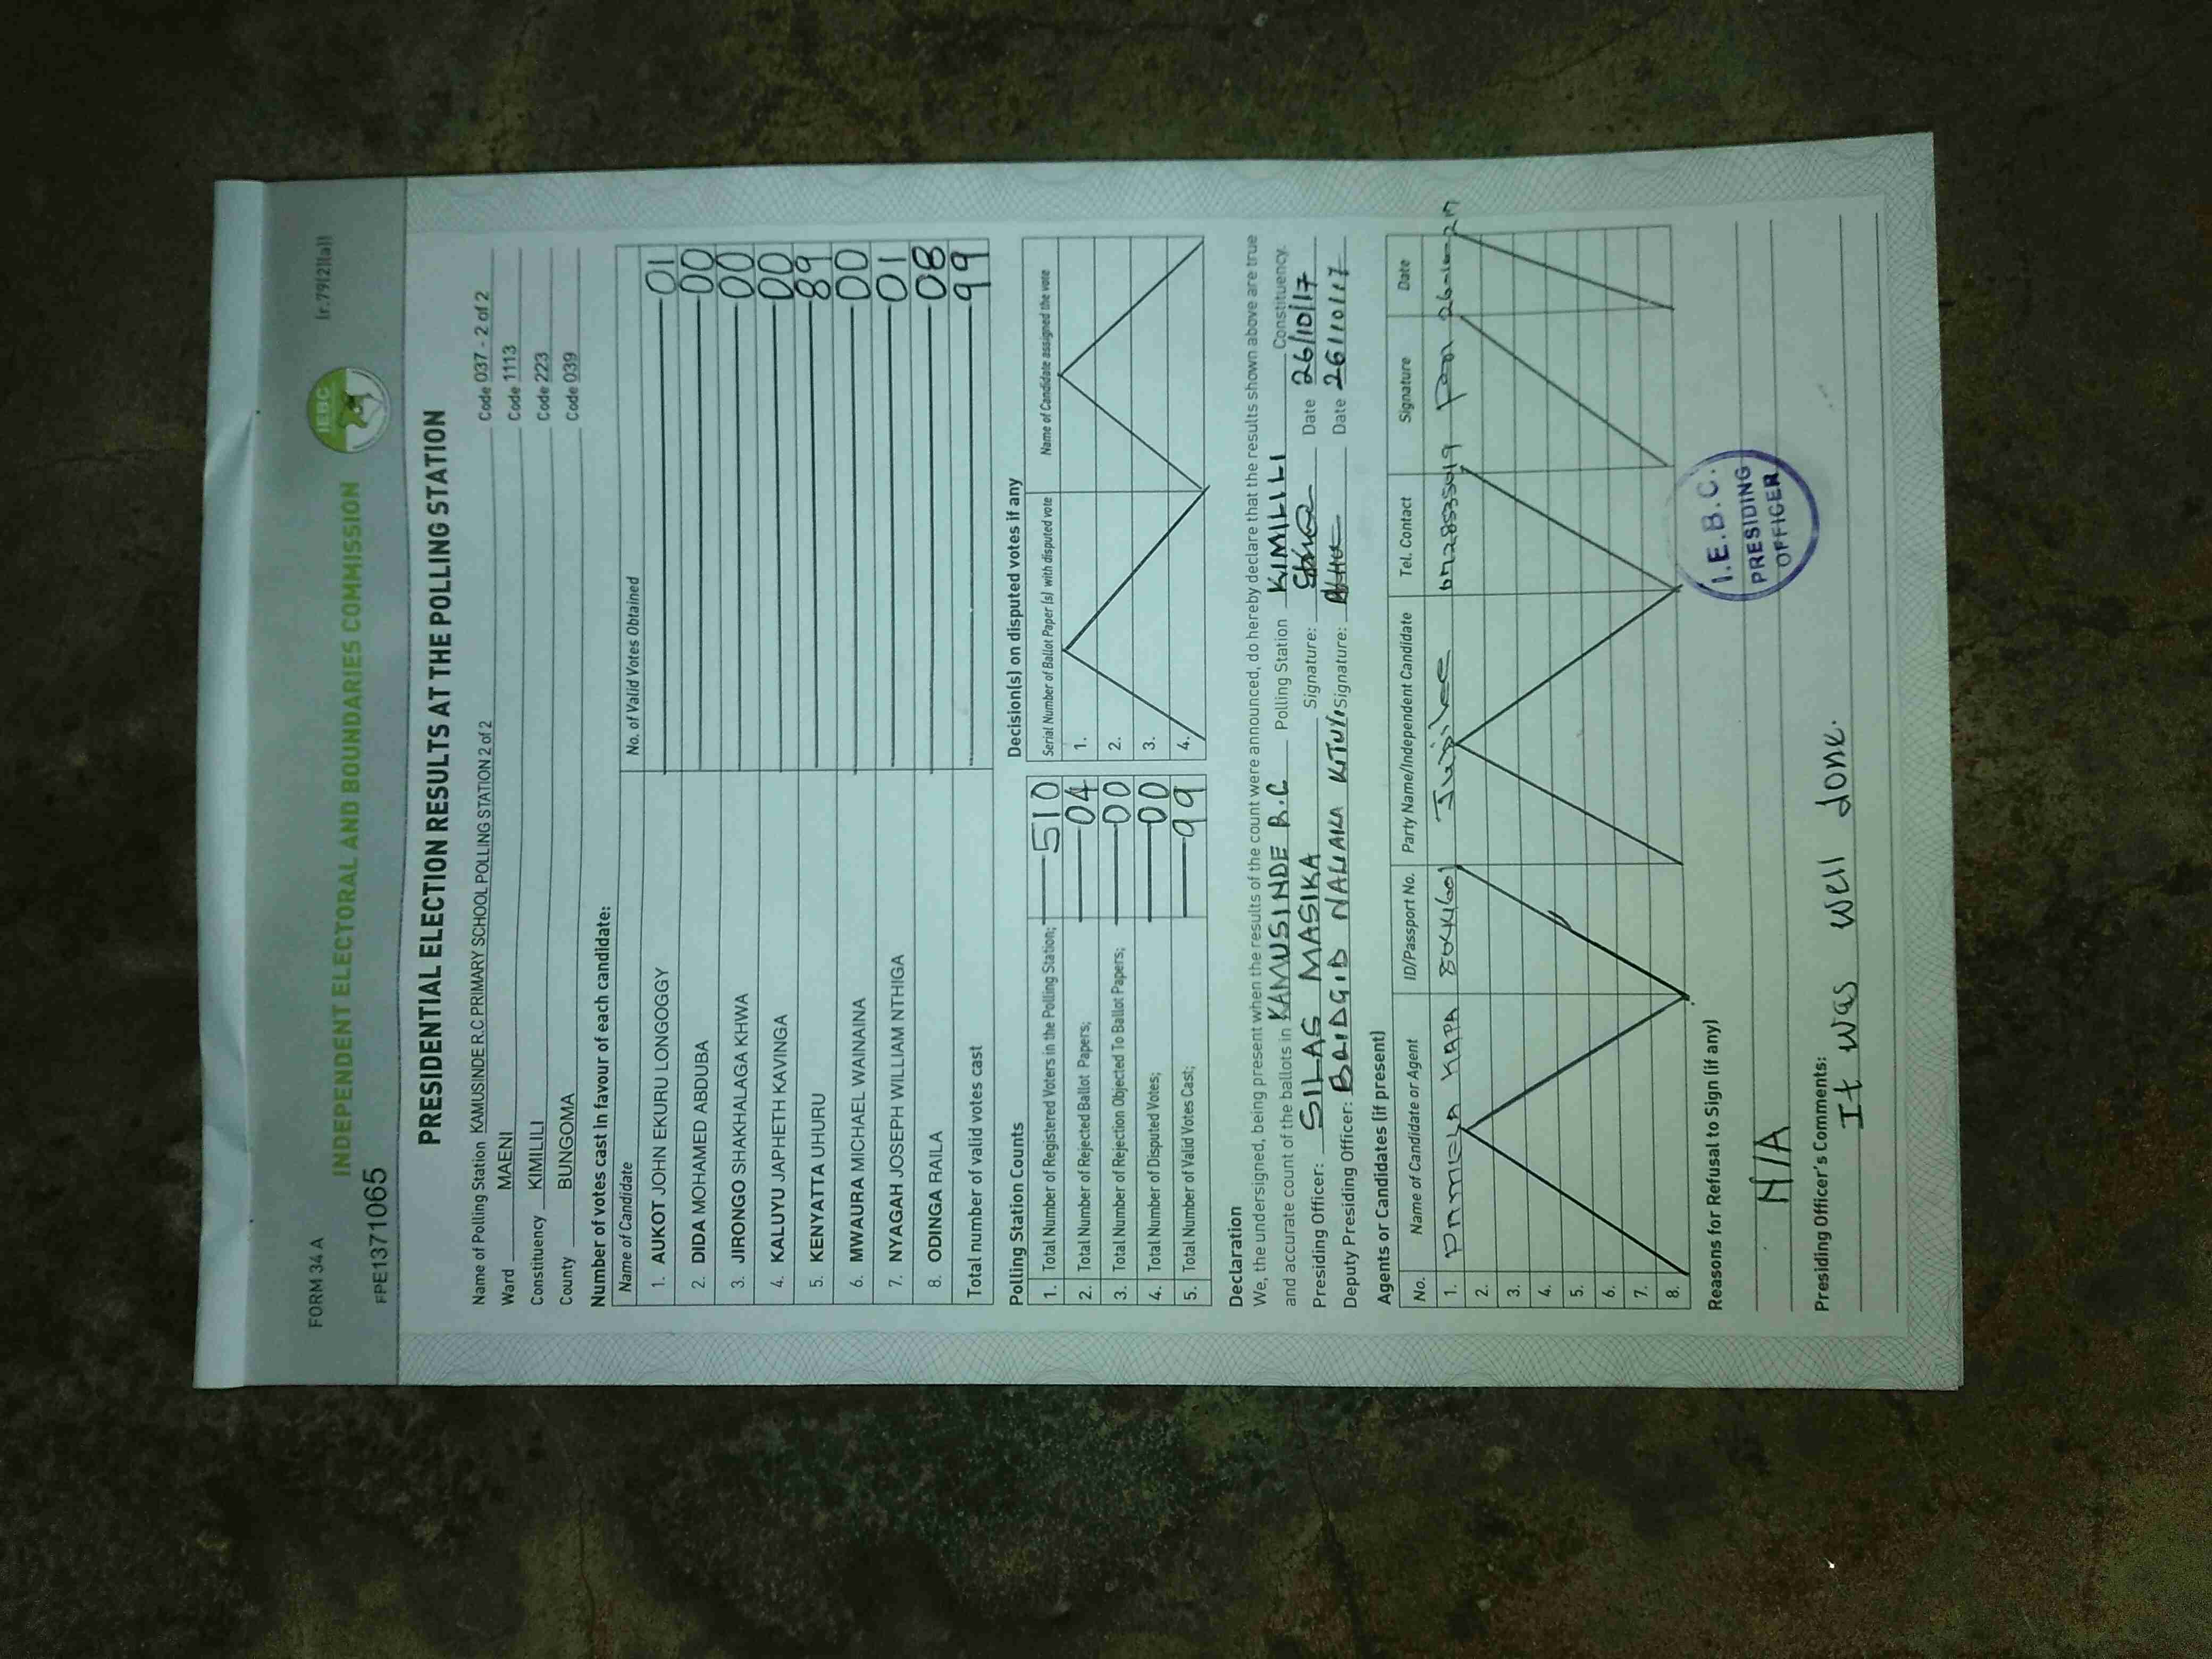 FORM 34 A
(r.79(2)(a))
INDEPENDENT ELECTORAL AND BOUNDARIES COMMISSION
IEBC
FPE1371065
PRESIDENTIAL ELECTION RESULTS AT THE POLLING STATION
Name of Polling Station KAMUSINDE R.C PRIMARY SCHOOL POLLING STATION 2 of 2 Code 037 - 2 of 2
Ward MAENI Code 1113
Constituency KIMILILI Code 223
County BUNGOMA Code 039
Number of votes cast in favour of each candidate:
Name of Candidate No. of Valid Votes Obtained
1. AUKOT JOHN EKURU LONGOGGY 01
2. DIDA MOHAMED ABDUBA 00
3. JIRONGO SHAKHALAGA KHWA 00
4. KALUYU JAPHETH KAVINGA 00
5. KENYATTA UHURU 89
6. MWAURA MICHAEL WAINAINA 00
7. NYAGAH JOSEPH WILLIAM NTHIGA 01
8. ODINGA RAILA 08
Total number of valid votes cast 99
Polling Station Counts
1. Total Number of Registered Voters in the Polling Station; 510
2. Total Number of Rejected Ballot Papers; 04
3. Total Number of Rejection Objected To Ballot Papers; 00
4. Total Number of Disputed Votes; 00
5. Total Number of Valid Votes Cast; 99
Decision(s) on disputed votes if any
Serial Number of Ballot Paper (s) with disputed vote Name of Candidate assigned the vote
1.
2.
3.
4.
Declaration
We, the undersigned, being present when the results of the count were announced, do hereby declare that the results shown above are true
and accurate count of the ballots in KAMUSINDE R.C Polling Station KIMILILI Constituency.
Presiding Officer: SILAS MASIKA Signature: Date 26/10/17
Deputy Presiding Officer: BRIDGID NALIAKA KITUYI Signature: Date 26/10/17
Agents or Candidates (if present)
No. Name of Candidate or Agent ID/Passport No. Party Name/Independent Candidate Tel. Contact Signature Date
1. PAMELA Jubilee
2.
3.
4.
5.
6.
7.
8.
I.E.B.C.
PRESIDING
OFFICER
Reasons for Refusal to Sign (if any)
N/A
Presiding Officer's Comments:
It was well done.